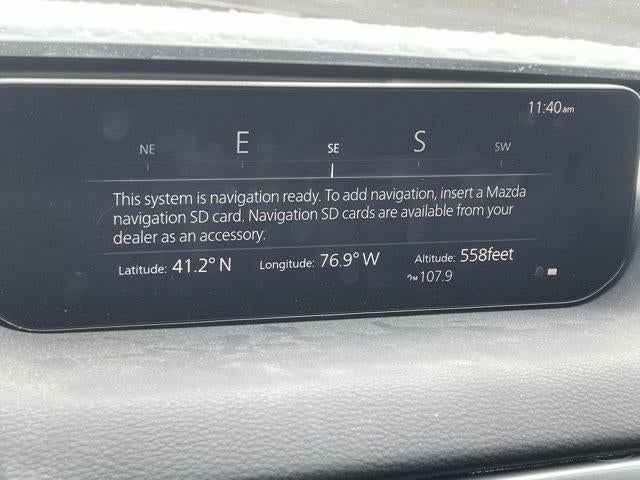 11:40am
NE E SE S SW
This system is navigation ready. To add navigation, insert a Mazda
navigation SD card. Navigation SD cards are available from your
dealer as an accessory.
Latitude: 41.2° N Longitude: 76.9° W Altitude: 558feet
FM 107.9